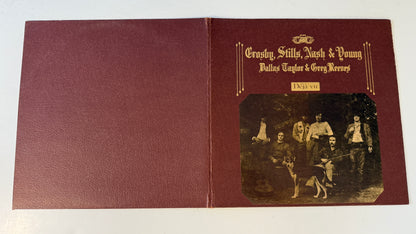 Crosby, Stills, Nash & Young
Dallas Taylor & Greg Reeves
Déjà vu